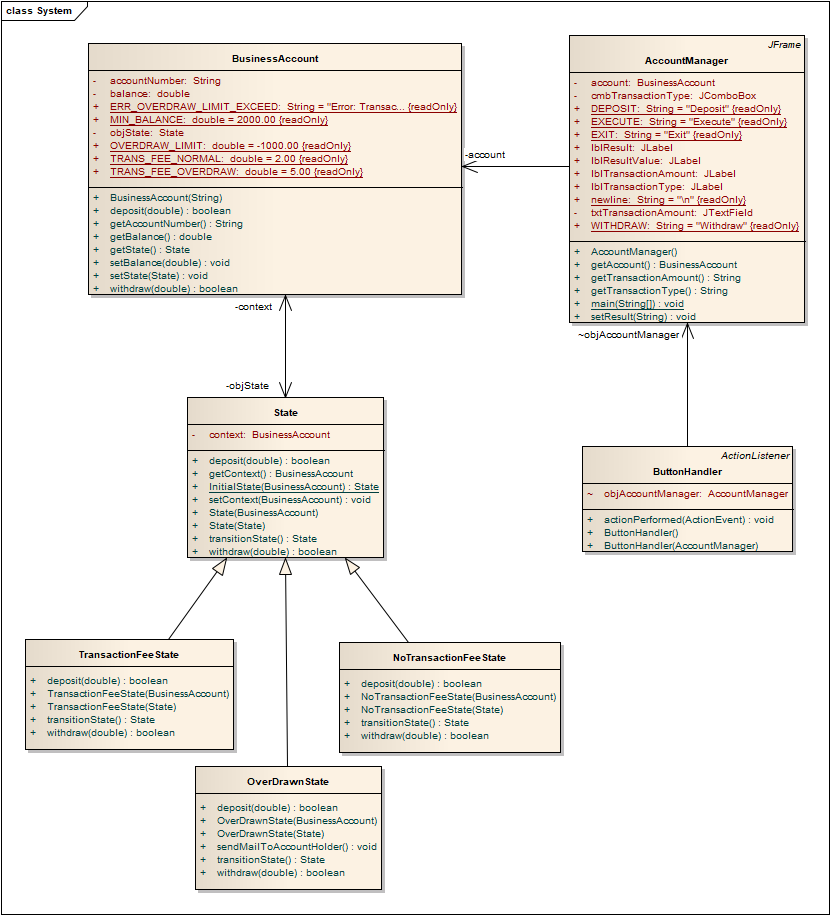 class System
BusinessAccount
- accountNumber: String
- balance: double
+ ERR_OVERDRAW_LIMIT_EXCEED: String = "Error: Transac... {readOnly}
+ MIN_BALANCE: double = 2000.00 {readOnly}
- objState: State
+ OVERDRAW_LIMIT: double = -1000.00 {readOnly}
+ TRANS_FEE_NORMAL: double = 2.00 {readOnly}
+ TRANS_FEE_OVERDRAW: double = 5.00 {readOnly}
+ BusinessAccount(String)
+ deposit(double) : boolean
+ getAccountNumber() : String
+ getBalance() : double
+ getState() : State
+ setBalance(double) : void
+ setState(State) : void
+ withdraw(double) : boolean
-account
JFrame
AccountManager
- account: BusinessAccount
- cmbTransactionType: JComboBox
+ DEPOSIT: String = "Deposit" {readOnly}
+ EXECUTE: String = "Execute" {readOnly}
+ EXIT: String = "Exit" {readOnly}
+ lblResult: JLabel
+ lblResultValue: JLabel
+ lblTransactionAmount: JLabel
+ lblTransactionType: JLabel
+ newline: String = "\n" {readOnly}
- txtTransactionAmount: JTextField
+ WITHDRAW: String = "Withdraw" {readOnly}
+ AccountManager()
+ getAccount() : BusinessAccount
+ getTransactionAmount() : String
+ getTransactionType() : String
+ main(String[]) : void
+ setResult(String) : void
-context
~objAccountManager
-objState
State
- context: BusinessAccount
+ deposit(double) : boolean
+ getContext() : BusinessAccount
+ InitialState(BusinessAccount) : State
+ setContext(BusinessAccount) : void
+ State(BusinessAccount)
+ State(State)
+ transitionState() : State
+ withdraw(double) : boolean
ActionListener
ButtonHandler
~ objAccountManager: AccountManager
+ actionPerformed(ActionEvent) : void
+ ButtonHandler()
+ ButtonHandler(AccountManager)
TransactionFeeState
+ deposit(double) : boolean
+ TransactionFeeState(BusinessAccount)
+ TransactionFeeState(State)
+ transitionState() : State
+ withdraw(double) : boolean
NoTransactionFeeState
+ deposit(double) : boolean
+ NoTransactionFeeState(BusinessAccount)
+ NoTransactionFeeState(State)
+ transitionState() : State
+ withdraw(double) : boolean
OverDrawnState
+ deposit(double) : boolean
+ OverDrawnState(BusinessAccount)
+ OverDrawnState(State)
+ sendMailToAccountHolder() : void
+ transitionState() : State
+ withdraw(double) : boolean